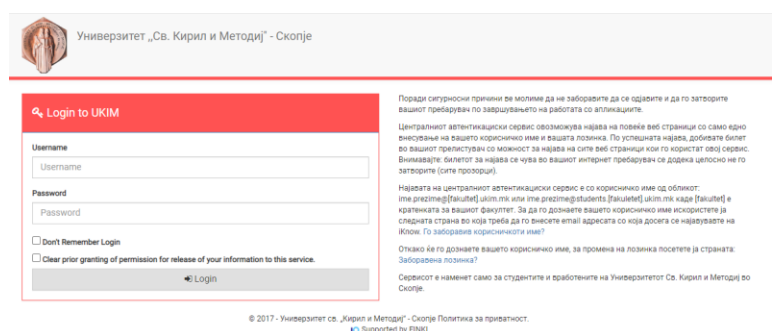 Универзитет „Св. Кирил и Методиј" - Скопје
Login to UKIM
Username
Username
Password
Password
Don't Remember Login
Clear prior granting of permission for release of your information to this service.
Login
Поради сигурносни причини ве молиме да не заборавите да се одјавите и да го затворите
вашиот пребарувач по завршувањето на работата со апликациите.
Централниот автентикациски сервис овозможува најава на повеќе веб страници со само едно
внесување на вашето корисничко име и вашата лозинка. По успешната најава, добивате билет
во вашиот прелистувач со можност за најава на сите веб страници кои го користат овој сервис.
Внимавајте: билетот за најава се чува во вашиот интернет пребарувач се додека целосно не го
затворите (сите прозорци).
Најавата на централниот автентикациски сервис е со корисничко име од обликот:
ime.prezime@[fakultet].ukim.mk или ime.prezime@students.[fakultet].ukim.mk каде [fakultet] е
кратенката за вашиот факултет. За да го дознаете вашето корисничко име искористете ја
следната страна во која треба да го внесете email адресата со која досега се најавувавте на
iKnow. Го заборавив корисничкоти име?
Откако ќе го дознаете вашето корисничко име, за промена на лозинка посетете ја страната:
Заборавена лозинка?
Сервисот е наменет само за студентите и вработените на Универзитетот Св. Кирил и Методиј во
Скопје.
© 2017 - Универзитет св. „Кирил и Методиј" - Скопје Политика за приватност.
Supported by FINKI